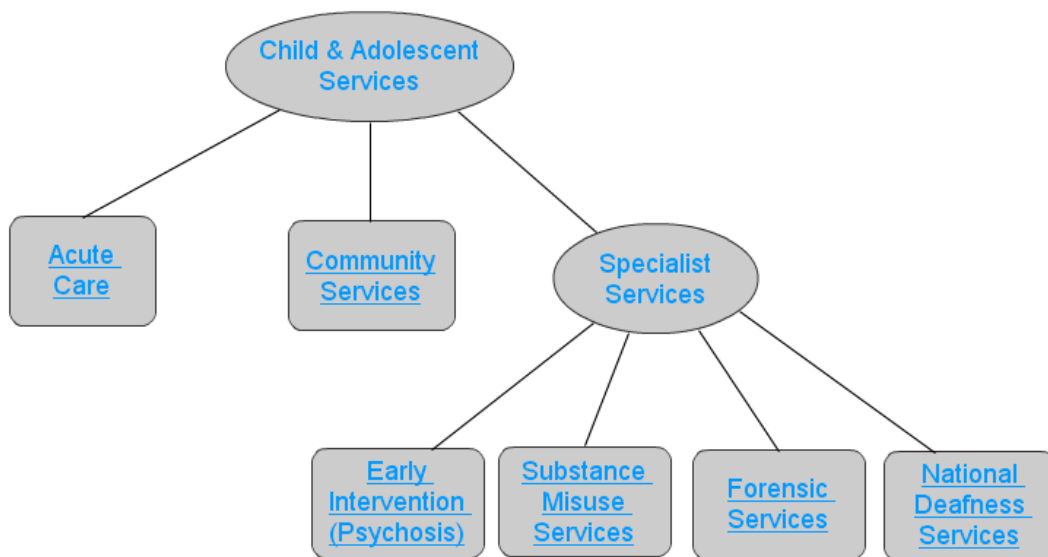 Child & Adolescent
Services
Acute
Care
Community
Services
Specialist
Services
Early
Intervention
(Psychosis)
Substance
Misuse
Services
Forensic
Services
National
Deafness
Services